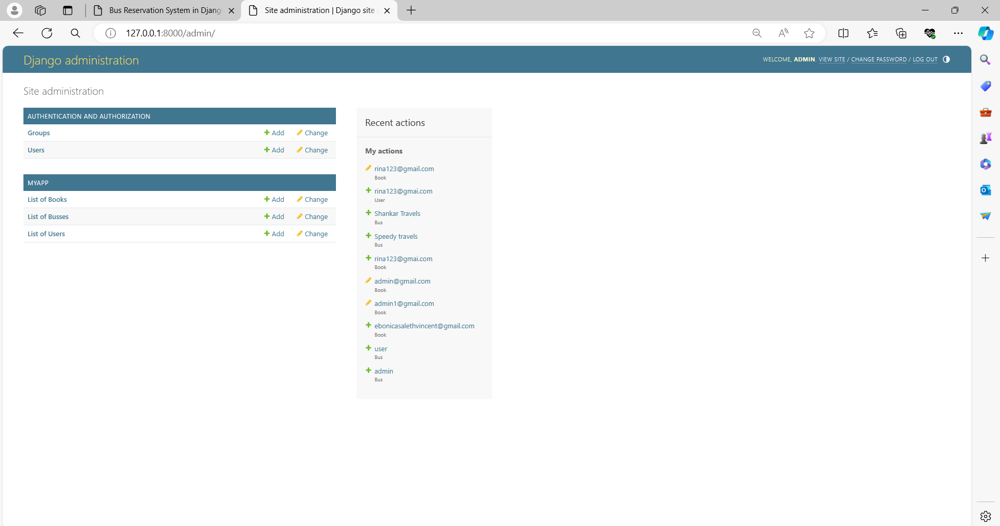 Bus Reservation System in Djang
Site administration | Django site
127.0.0.1:8000/admin/
Django administration
WELCOME, ADMIN. VIEW SITE / CHANGE PASSWORD / LOG OUT
Site administration
AUTHENTICATION AND AUTHORIZATION
Groups Add Change
Users Add Change
MYAPP
List of Books Add Change
List of Busses Add Change
List of Users Add Change
Recent actions
My actions
rina123@gmail.com
Book
rina123@gmai.com
User
Shankar Travels
Bus
Speedy travels
Bus
rina123@gmai.com
Book
admin@gmail.com
Book
admin1@gmail.com
Book
ebonicasalethvincent@gmail.com
Book
user
Bus
admin
Bus